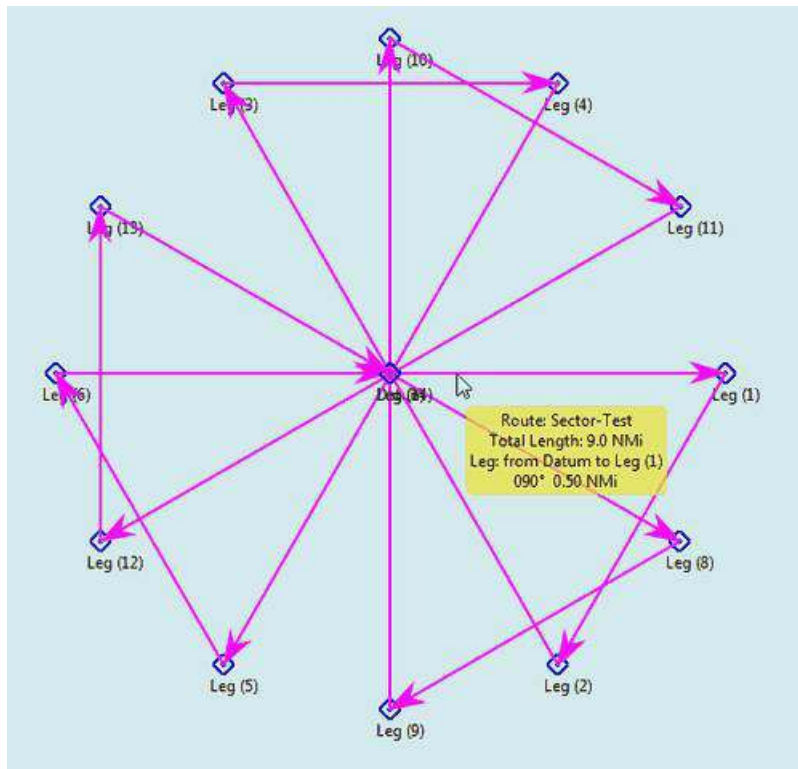 Leg (10)
Leg (3)
Leg (4)
Leg (13)
Leg (11)
Leg (6)
Leg (1)
Route: Sector-Test
Total Length: 9.0 NMi
Leg: from Datum to Leg (1)
090° 0.50 NMi
Leg (12)
Leg (8)
Leg (5)
Leg (2)
Leg (9)